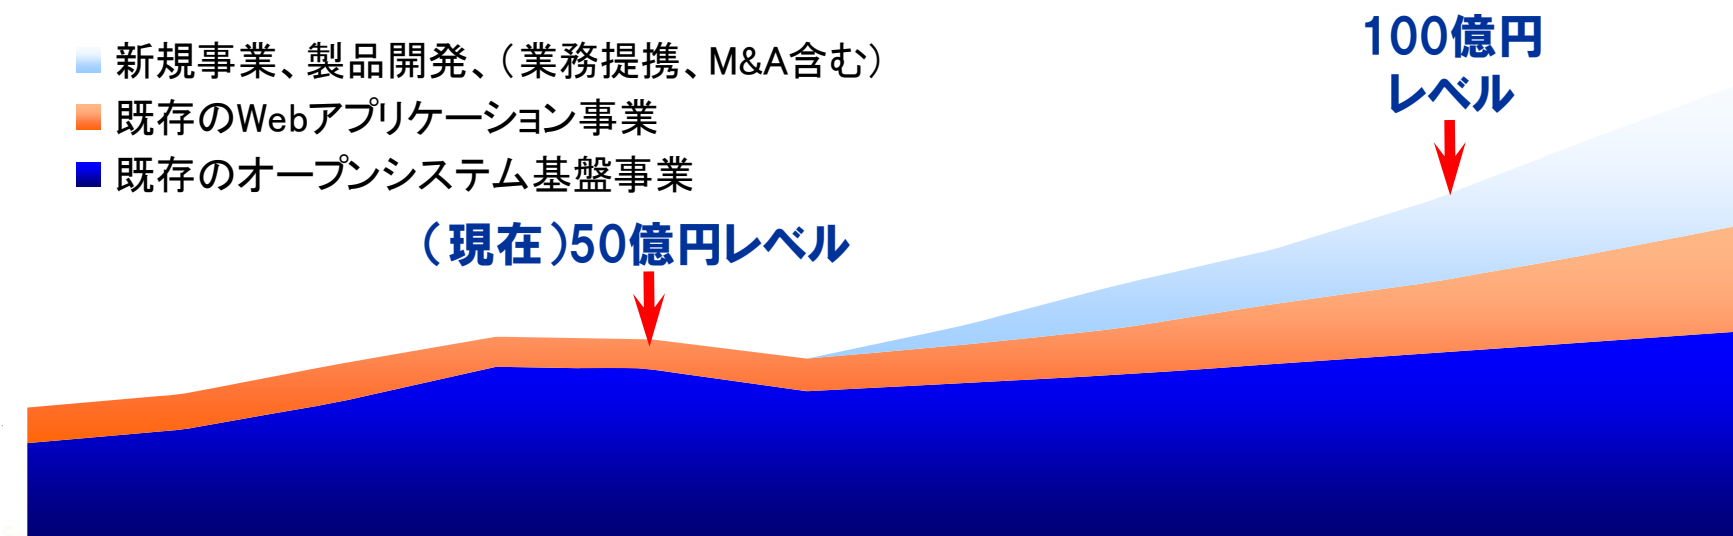 新規事業、製品開発、（業務提携、M&A含む）
既存のWebアプリケーション事業
既存のオープンシステム基盤事業
（現在）50億円レベル
100億円
レベル